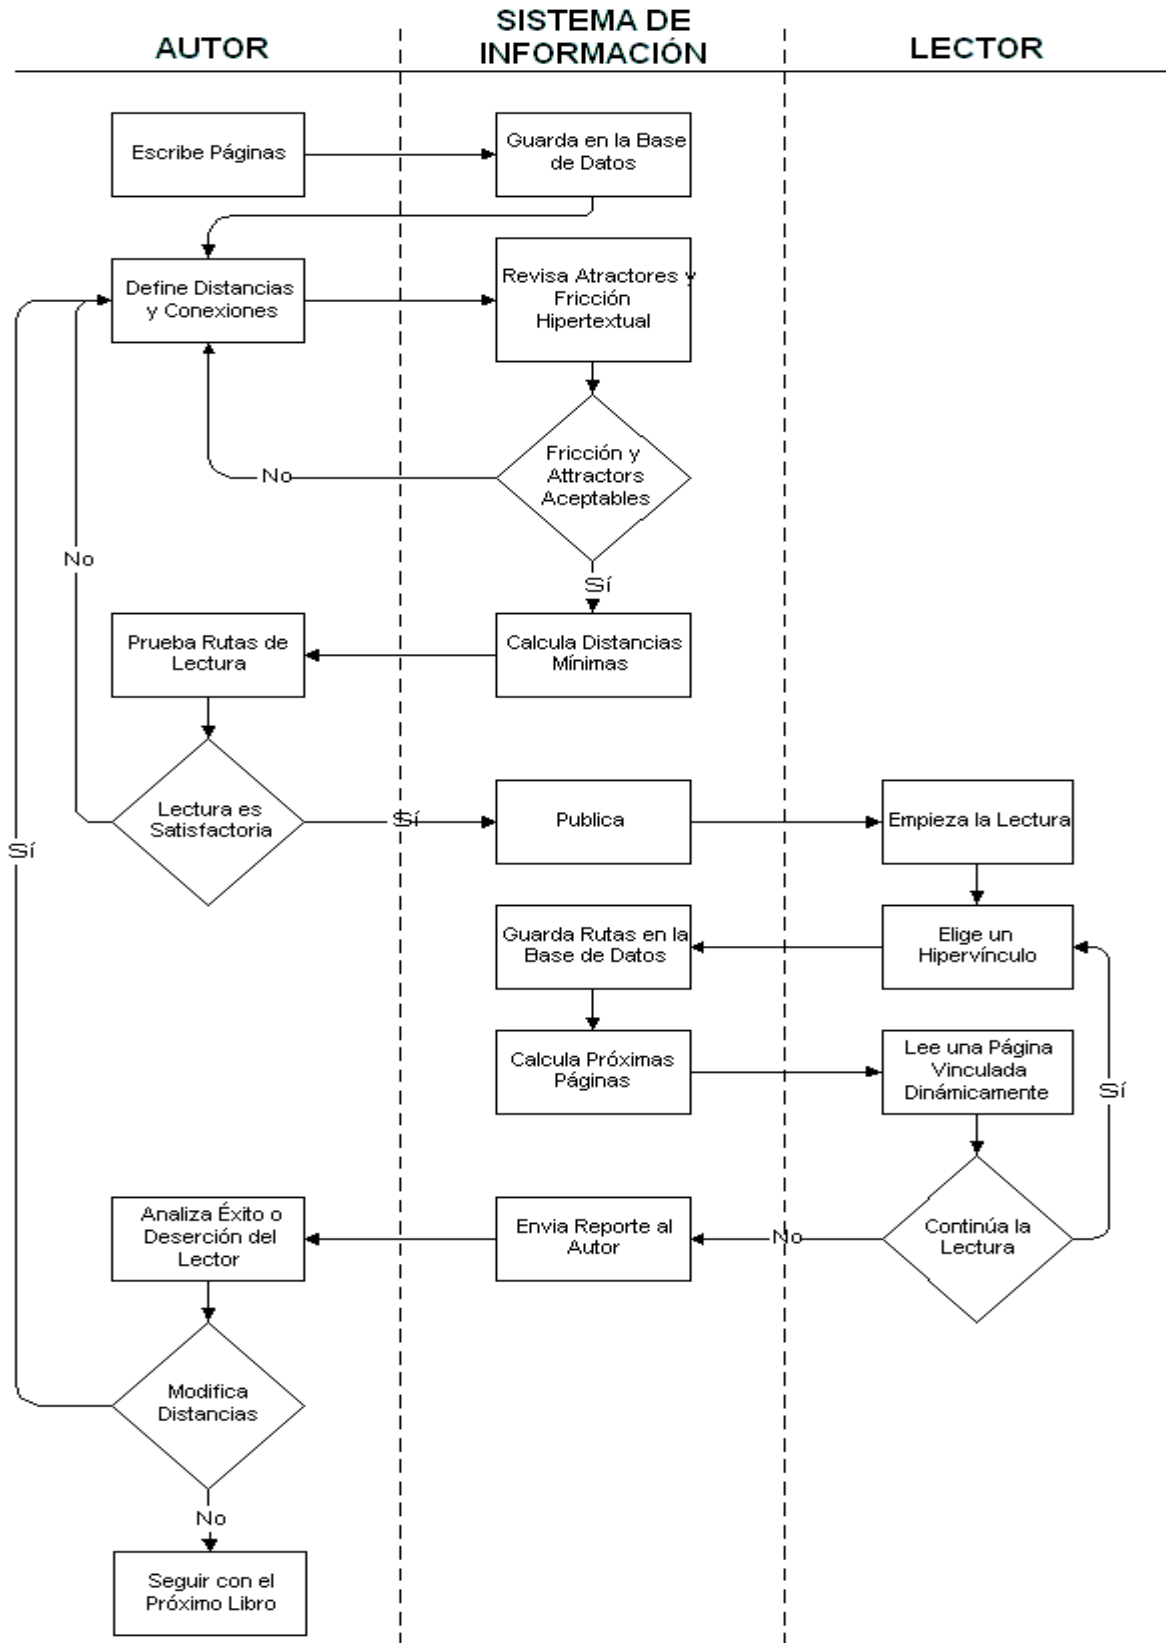 AUTOR
SISTEMA DE
INFORMACIÓN
LECTOR
Escribe Páginas
Guarda en la Base
de Datos
Define Distancias
y Conexiones
Revisa Atractores y
Fricción
Hipertextual
Fricción y
Attractors
Aceptables
No
No
Sí
Prueba Rutas de
Lectura
Calcula Distancias
Mínimas
Lectura es
Satisfactoria
Sí
Publica
Empieza la Lectura
Sí
Guarda Rutas en la
Base de Datos
Elige un
Hipervínculo
Calcula Próximas
Páginas
Lee una Página
Vinculada
Dinámicamente
Sí
Analiza Éxito o
Deserción del
Lector
Envia Reporte al
Autor
No
Continúa la
Lectura
Modifica
Distancias
No
Seguir con el
Próximo Libro